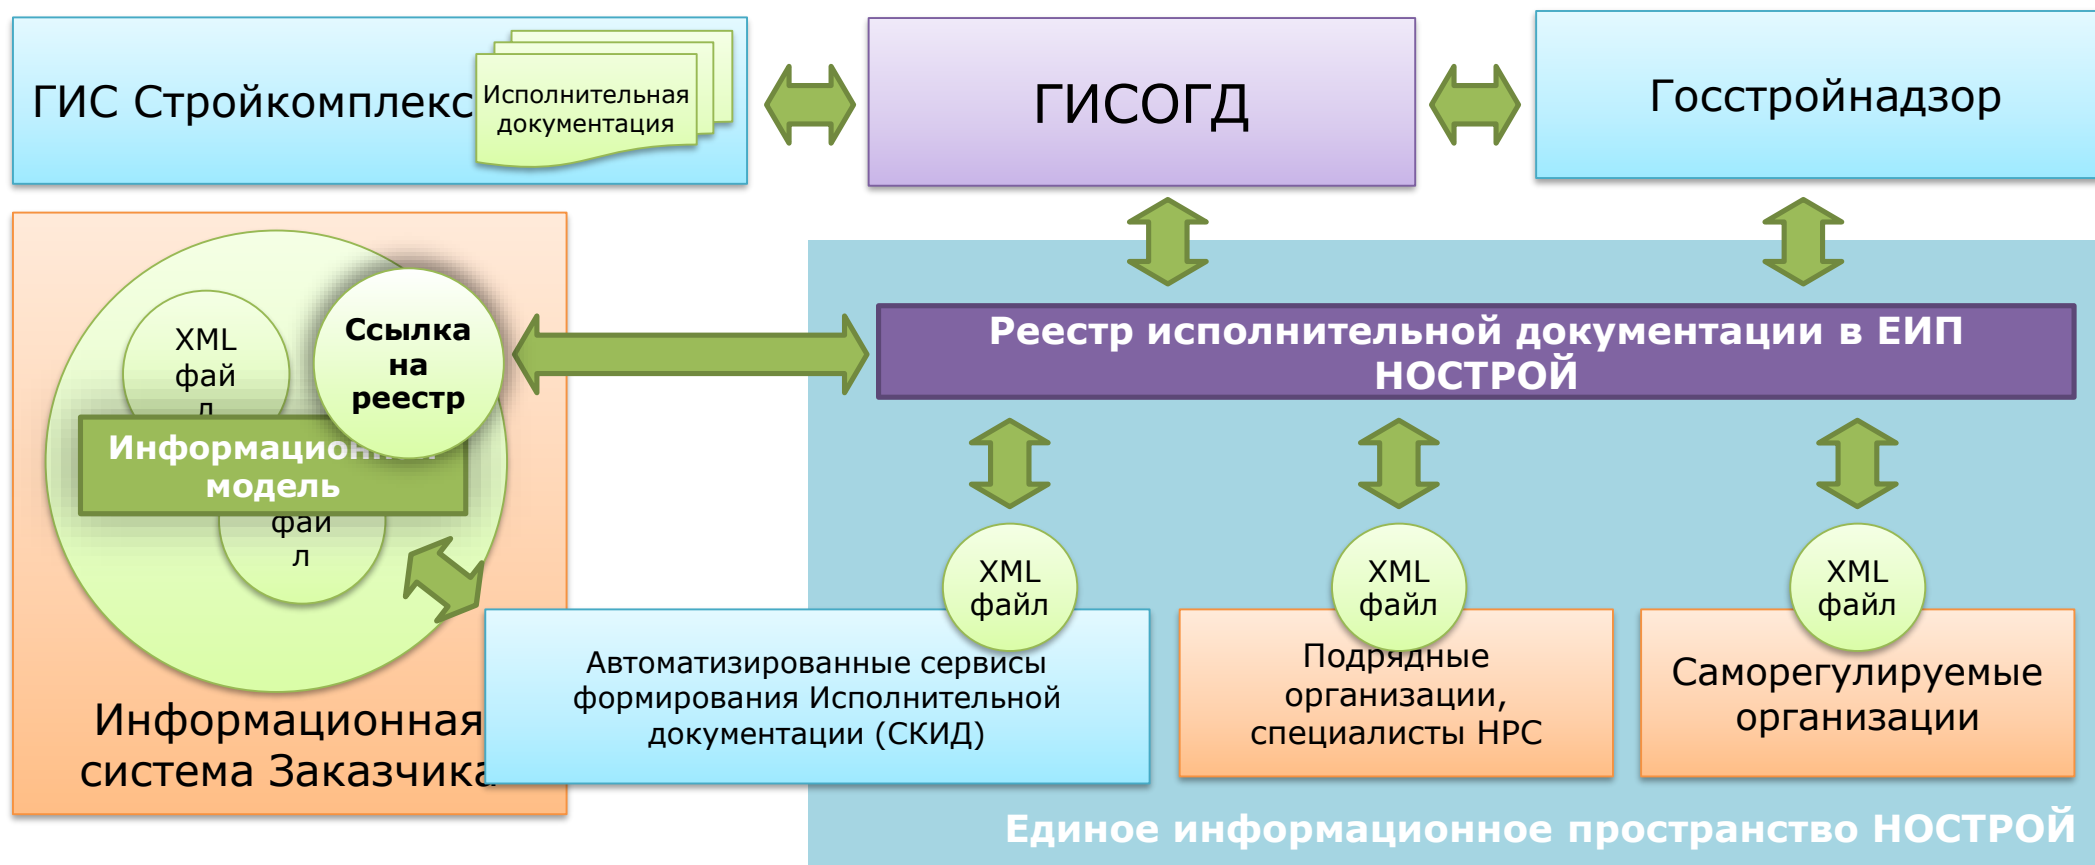 ГИС Стройкомплекс
Исполнительная
документация
ГИСОГД
Госстройнадзор
XML
фай
л
Ссылка
на
реестр
Информационная
модель
фай
л
Информационная
система Заказчика
Реестр исполнительной документации в ЕИП
НОСТРОЙ
XML
файл
XML
файл
XML
файл
Автоматизированные сервисы
формирования Исполнительной
документации (СКИД)
Подрядные
организации,
специалисты НРС
Саморегулируемые
организации
Единое информационное пространство НОСТРОЙ